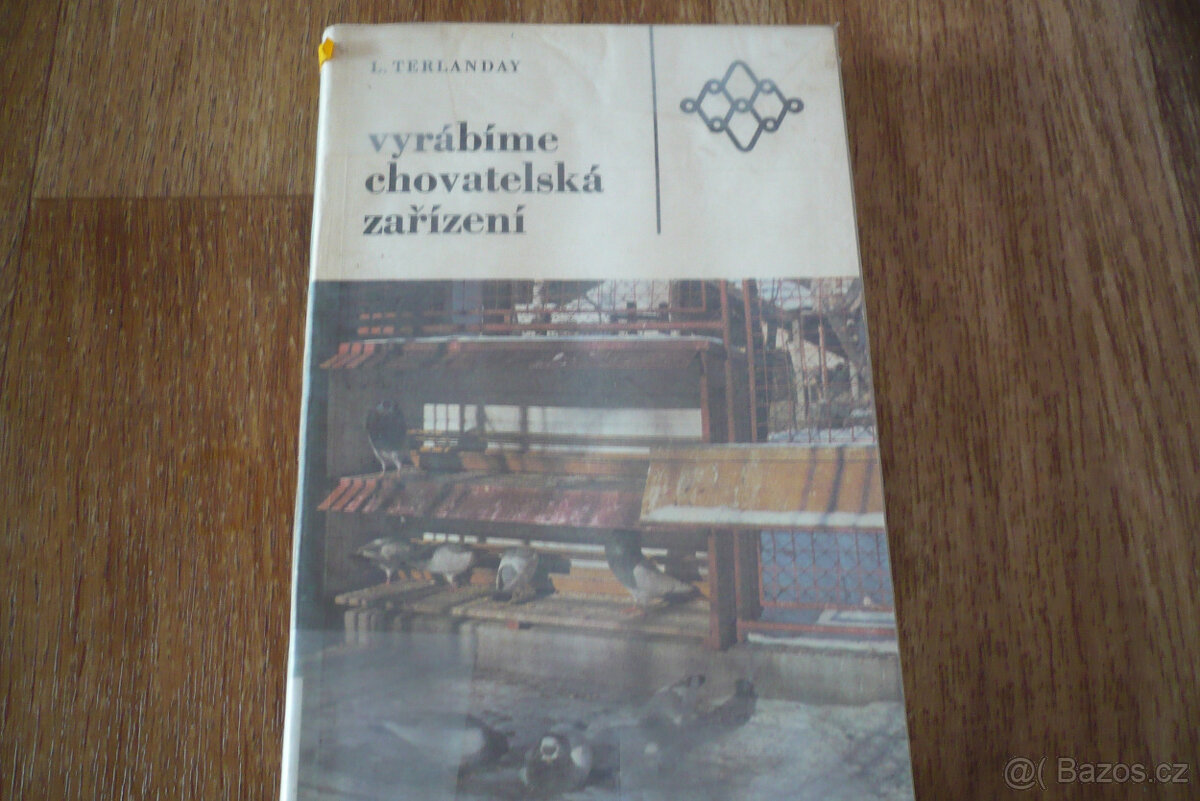 L. TERLANDAY
vyrábíme
chovatelská
zařízení
@( Bazos.cz